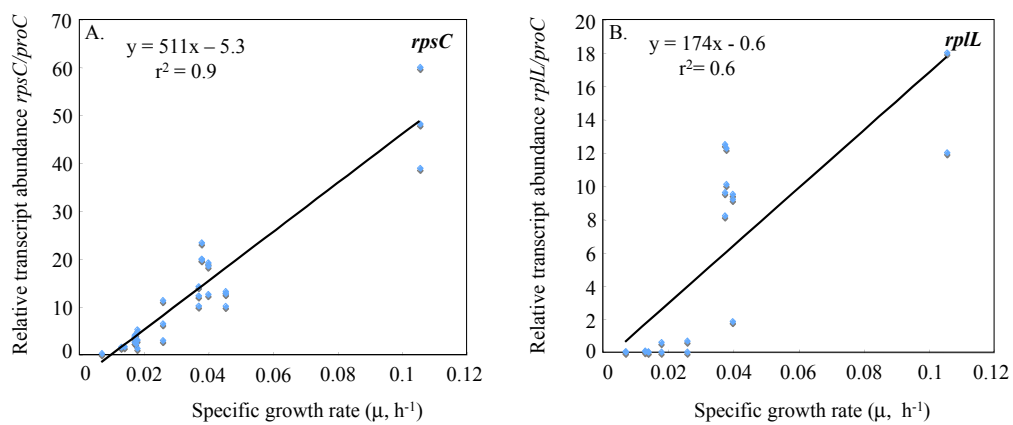 A.
rpsC
y = 511x – 5.3
r² = 0.9
Relative transcript abundance rpsC/proC
70
60
50
40
30
20
10
0
0 0.02 0.04 0.06 0.08 0.1 0.12
Specific growth rate (μ, h⁻¹)
B.
rplL
y = 174x - 0.6
r²= 0.6
Relative transcript abundance rplL/proC
20
18
16
14
12
10
8
6
4
2
0
0 0.02 0.04 0.06 0.08 0.1 0.12
Specific growth rate (μ, h⁻¹)